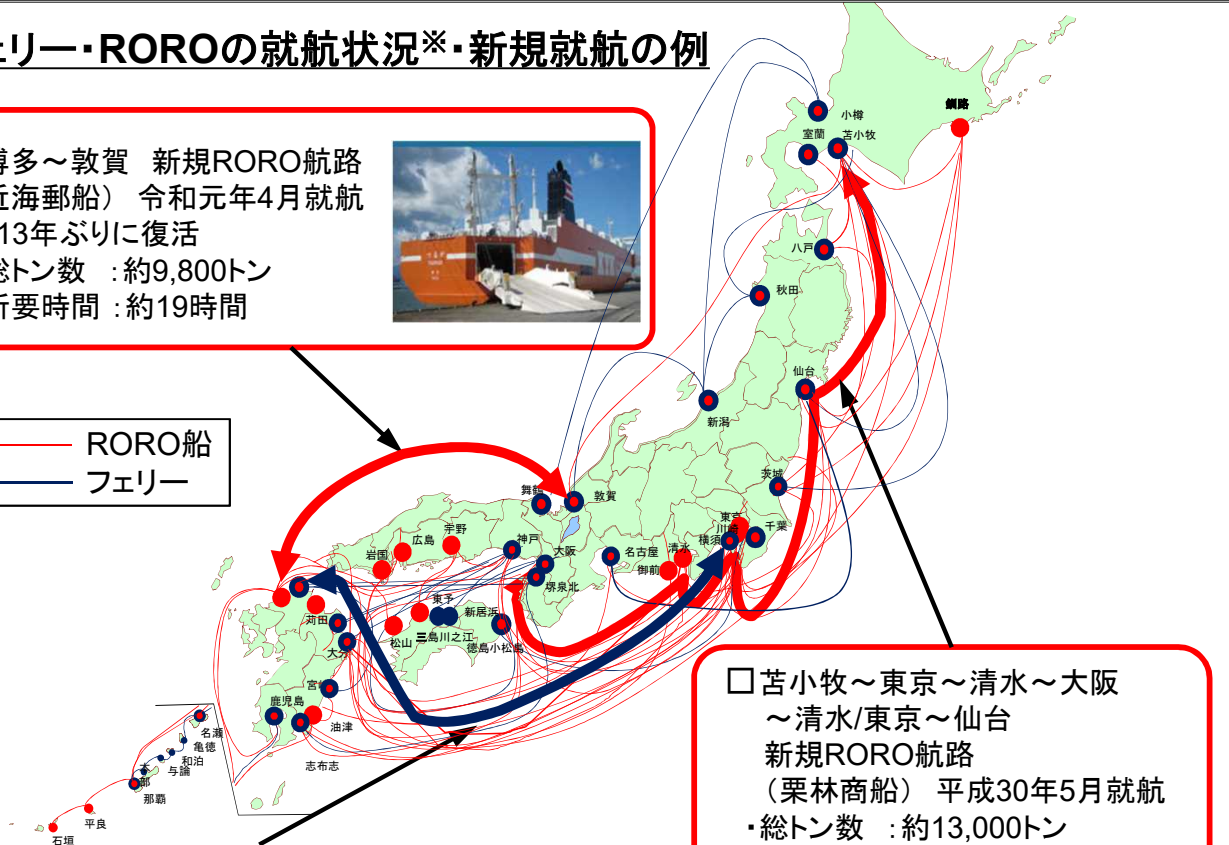 ェリー・ROROの就航状況※・新規就航の例
博多～敦賀 新規RORO航路
近海郵船） 令和元年4月就航
13年ぶりに復活
総トン数 ：約9,800トン
所要時間 ：約19時間
RORO船
フェリー
小樽
釧路
室蘭
苫小牧
八戸
秋田
仙台
新潟
茨城
舞鶴
敦賀
東京
川崎
千葉
横須
宇野
広島
岩国
神戸
大阪
名古屋
清水
御前
堺泉北
東予
新居浜
苅田
松山
三島川之江
徳島小松島
大分
宮崎
鹿児島
油津
志布志
名瀬
亀徳
和泊
与論
部
那覇
平良
石垣
□苫小牧～東京～清水～大阪
～清水/東京～仙台
新規RORO航路
（栗林商船） 平成30年5月就航
・総トン数 ：約13,000トン